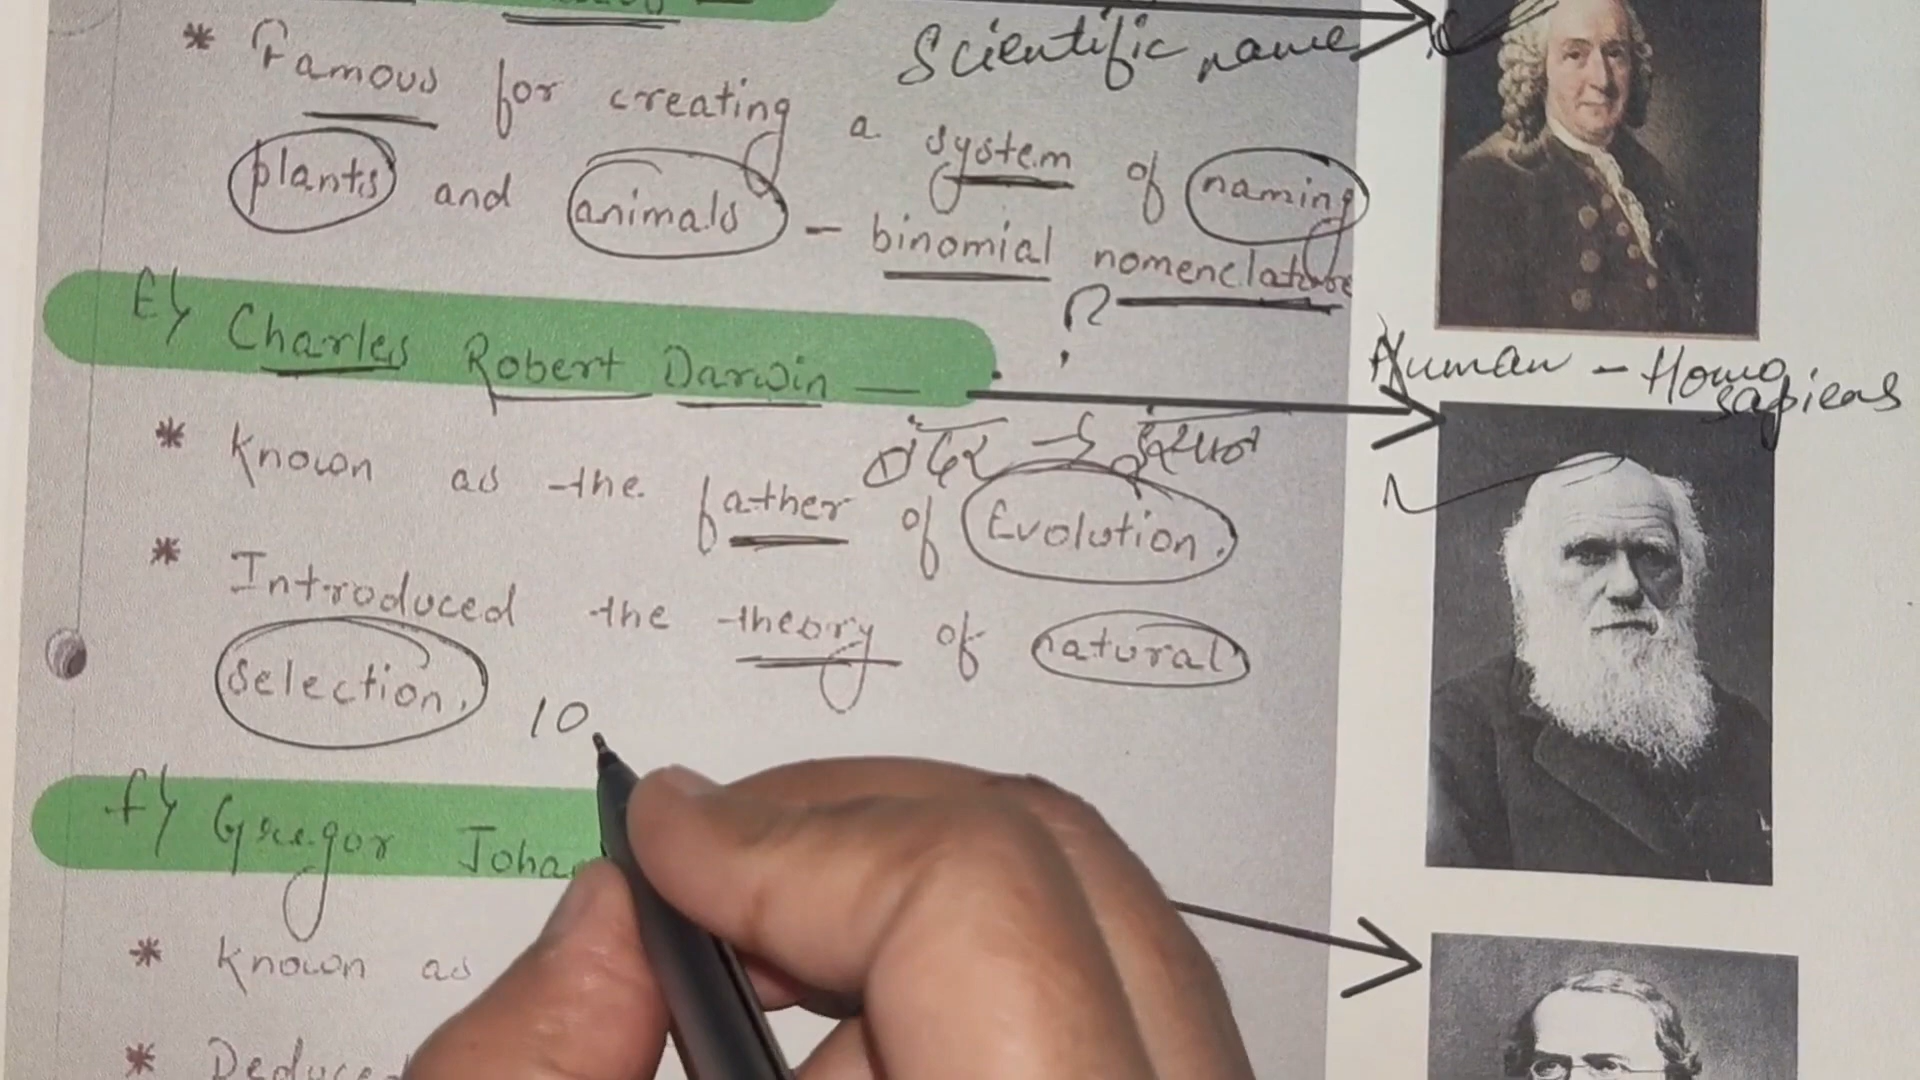 Scientific name
* Famous for creating a system of naming
plants and animals - binomial nomenclature
?
E) Charles Robert Darwin -
Human - Homo
sapiens
बंदर → इंसान
* Known as the father of Evolution.
* Introduced the theory of natural
selection. 10
f) Gregor Joha
* Known as
* Deduce